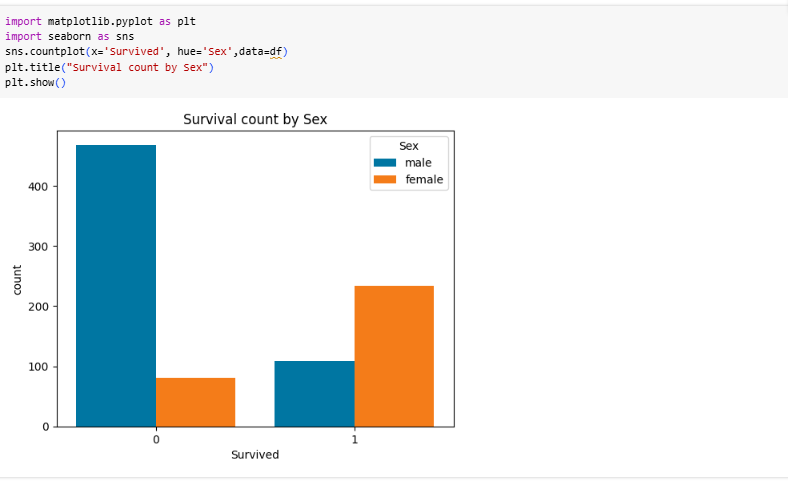 import matplotlib.pyplot as plt
import seaborn as sns
sns.countplot(x='Survived', hue='Sex',data=df)
plt.title("Survival count by Sex")
plt.show()
Survival count by Sex
Sex
male
female
400
300
200
100
0
count
0 1
Survived